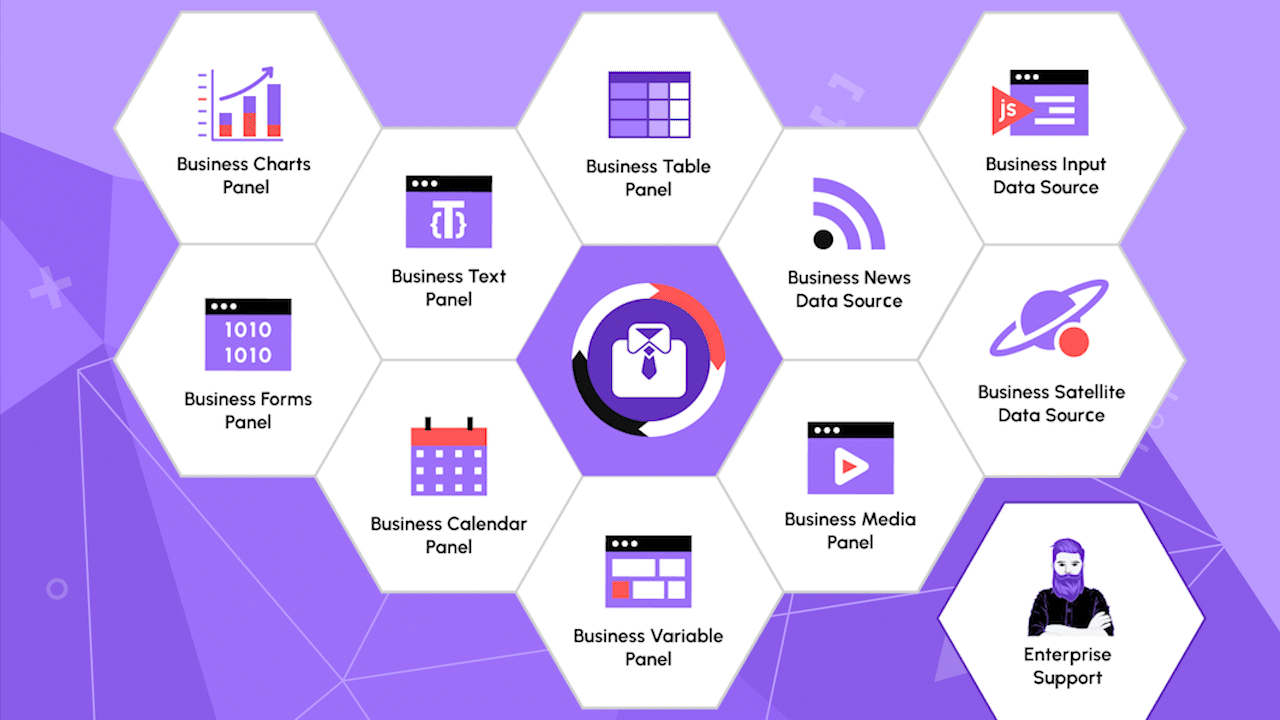 Business Charts
Panel
Business Table
Panel
js
Business Input
Data Source
{T}
Business Text
Panel
Business News
Data Source
1010
1010
Business Forms
Panel
Business Satellite
Data Source
Business Calendar
Panel
Business Media
Panel
Business Variable
Panel
Enterprise
Support